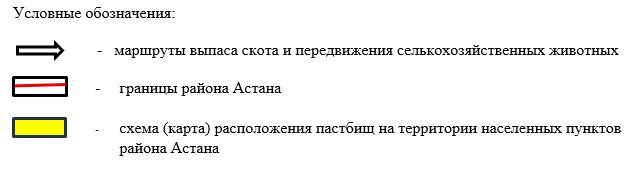 Условные обозначения:
- маршруты выпаса скота и передвижения селькохозяйственных животных
- границы района Астана
- схема (карта) расположения пастбищ на территории населенных пунктов
района Астана